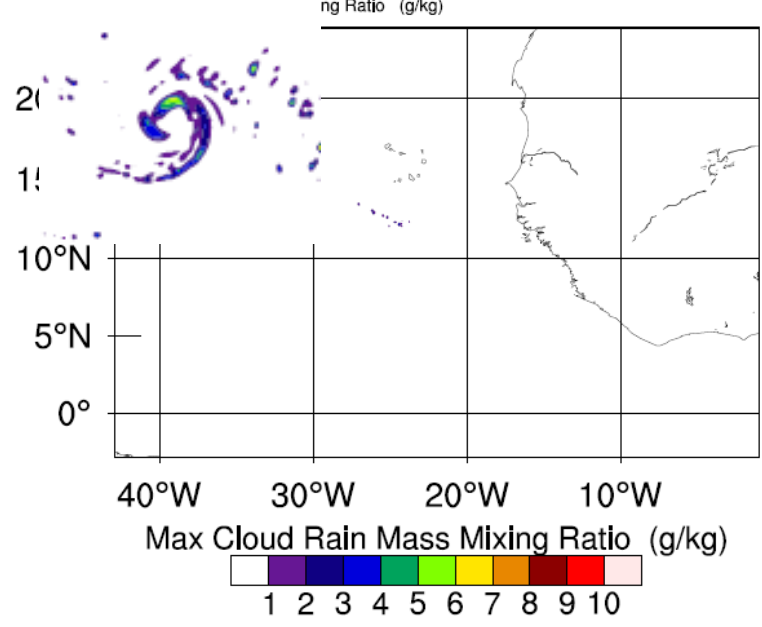 ng Ratio (g/kg)
10°N
5°N
0°
40°W 30°W 20°W 10°W
Max Cloud Rain Mass Mixing Ratio (g/kg)
1 2 3 4 5 6 7 8 9 10